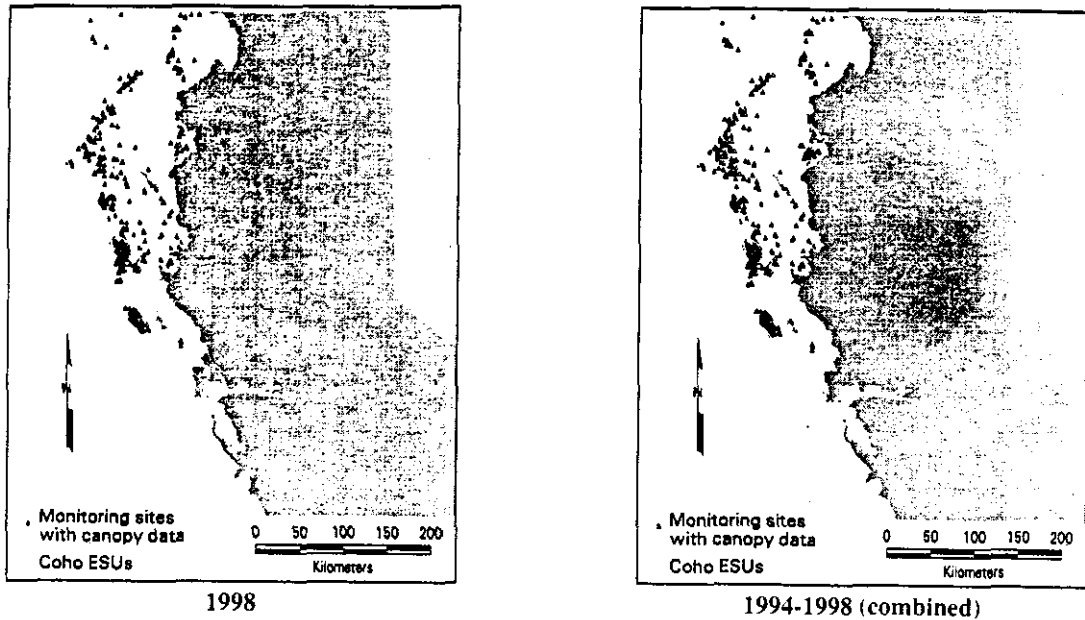 Monitoring sites
with canopy data
Coho ESUs
0 50 100 150 200
Kilometers
1998
Monitoring sites
with canopy data
Coho ESUs
0 50 100 150 200
Kilometers
1994-1998 (combined)